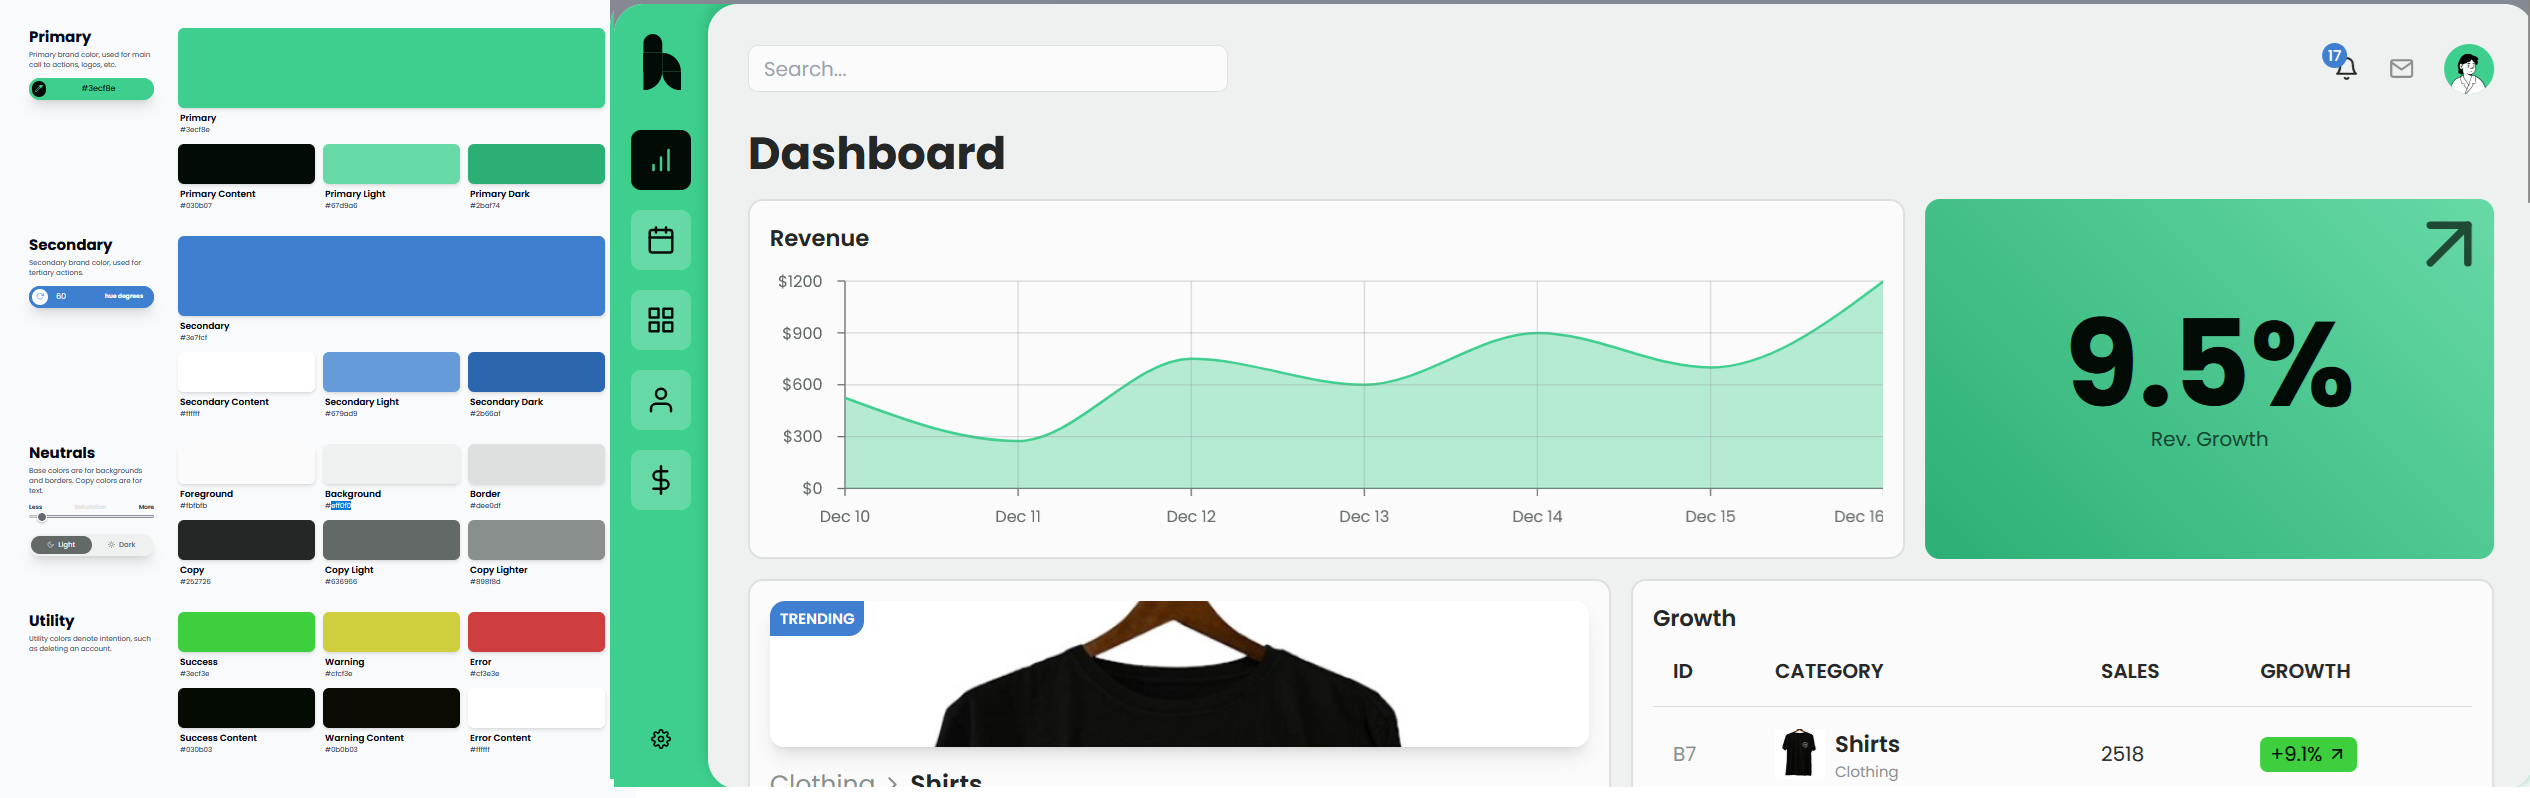 Primary
Primary brand color, used for main
call to actions, logos, etc.
#3ecf8e
Primary
#3ecf8e
Primary Content
#030b07
Primary Light
#67d9a6
Primary Dark
#2baf74
Secondary
Secondary brand color, used for
tertiary actions.
60
hue degrees
Secondary
#3e7fcf
Secondary Content
#ffffff
Secondary Light
#679ad9
Secondary Dark
#2b66af
Neutrals
Base colors are for backgrounds
and borders. Copy colors are for
text.
Less
Saturation
More
Light
Dark
Foreground
#fbfbfb
Background
#eff0f0
Border
#dee0df
Copy
#252726
Copy Light
#636966
Copy Lighter
#898f8d
Utility
Utility colors denote intention, such
as deleting an account.
Success
#3ecf3e
Warning
#cfcf3e
Error
#cf3e3e
Success Content
#030b03
Warning Content
#0b0b03
Error Content
#ffffff
Search...
17
Dashboard
Revenue
$1200
$900
$600
$300
$0
Dec 10
Dec 11
Dec 12
Dec 13
Dec 14
Dec 15
Dec 16
9.5%
Rev. Growth
TRENDING
Clothing > Shirts
Growth
ID CATEGORY SALES GROWTH
B7 Shirts 2518 +9.1%
Clothing